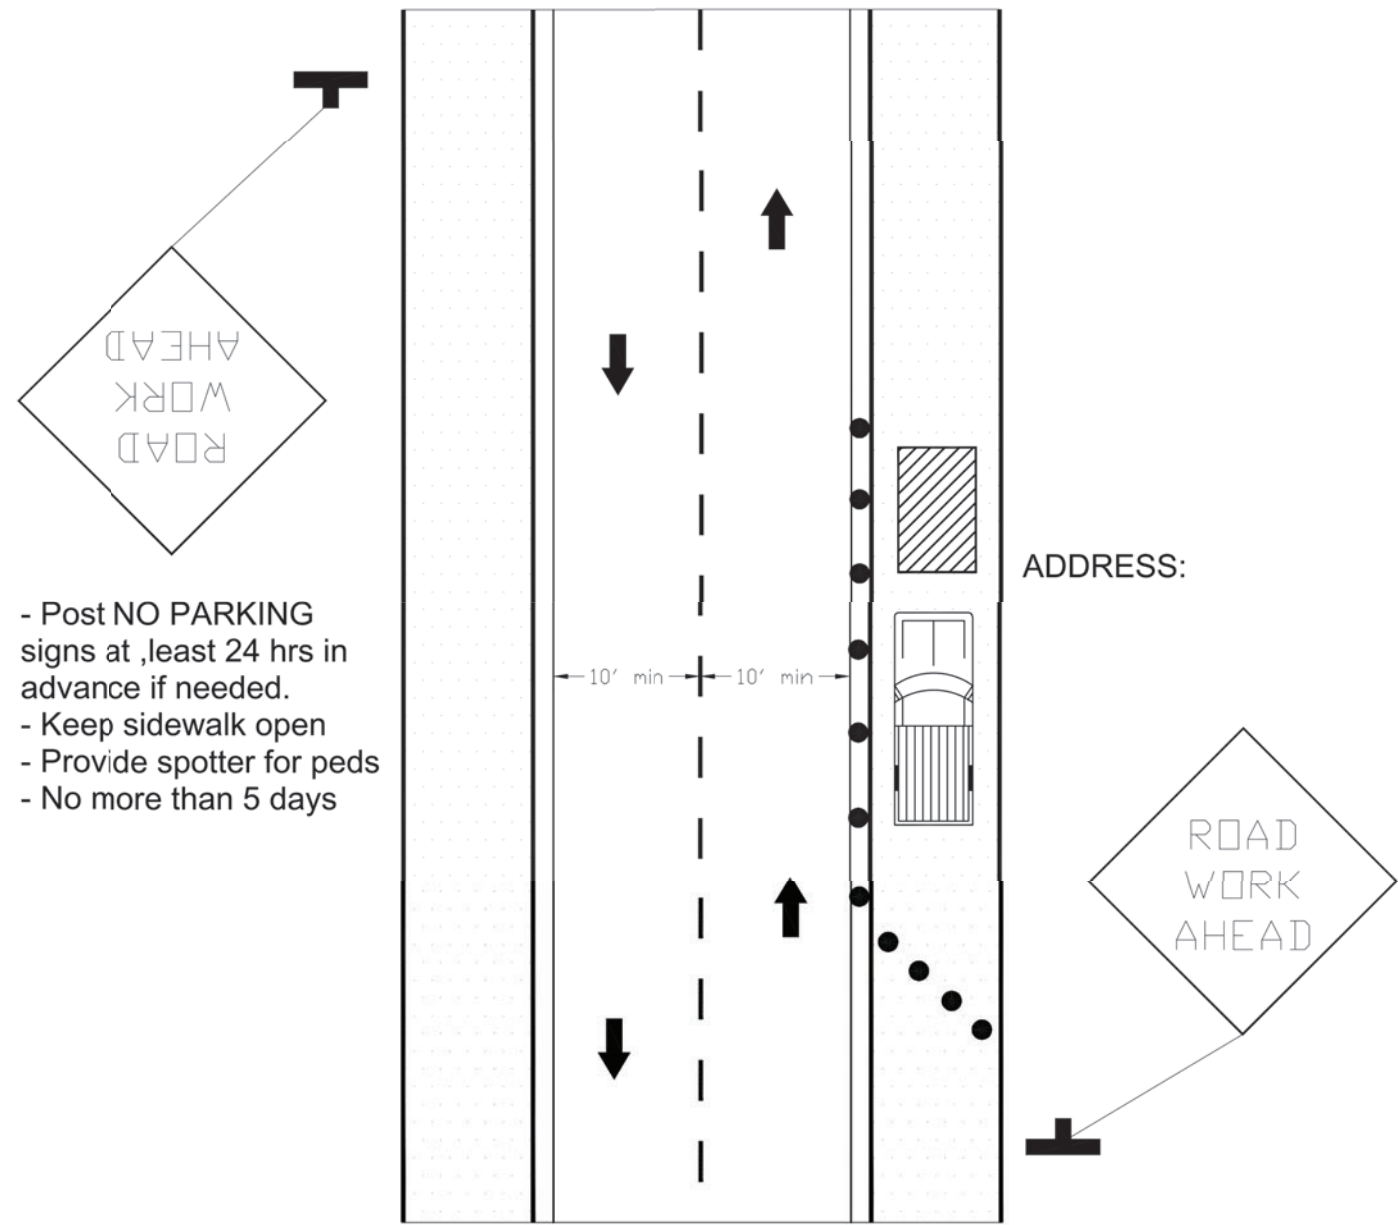 ROAD
WORK
AHEAD
- Post NO PARKING
signs at ,least 24 hrs in
advance if needed.
- Keep sidewalk open
- Provide spotter for peds
- No more than 5 days
10' min
10' min
ADDRESS:
ROAD
WORK
AHEAD